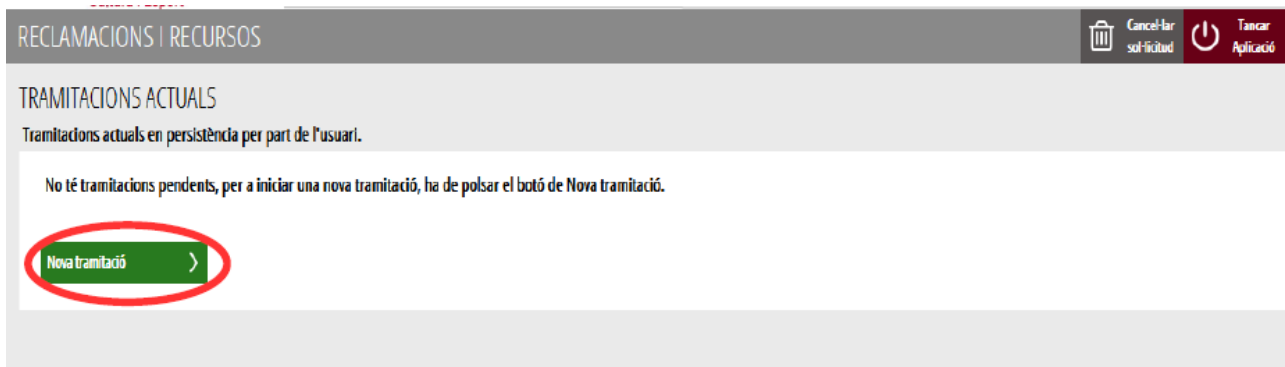 RECLAMACIONS I RECURSOS
Cancel·lar
sol·licitud
Tancar
Aplicació
TRAMITACIONS ACTUALS
Tramitacions actuals en persistència per part de l'usuari.
No té tramitacions pendents, per a iniciar una nova tramitació, ha de polsar el botó de Nova tramitació.
Nova tramitació